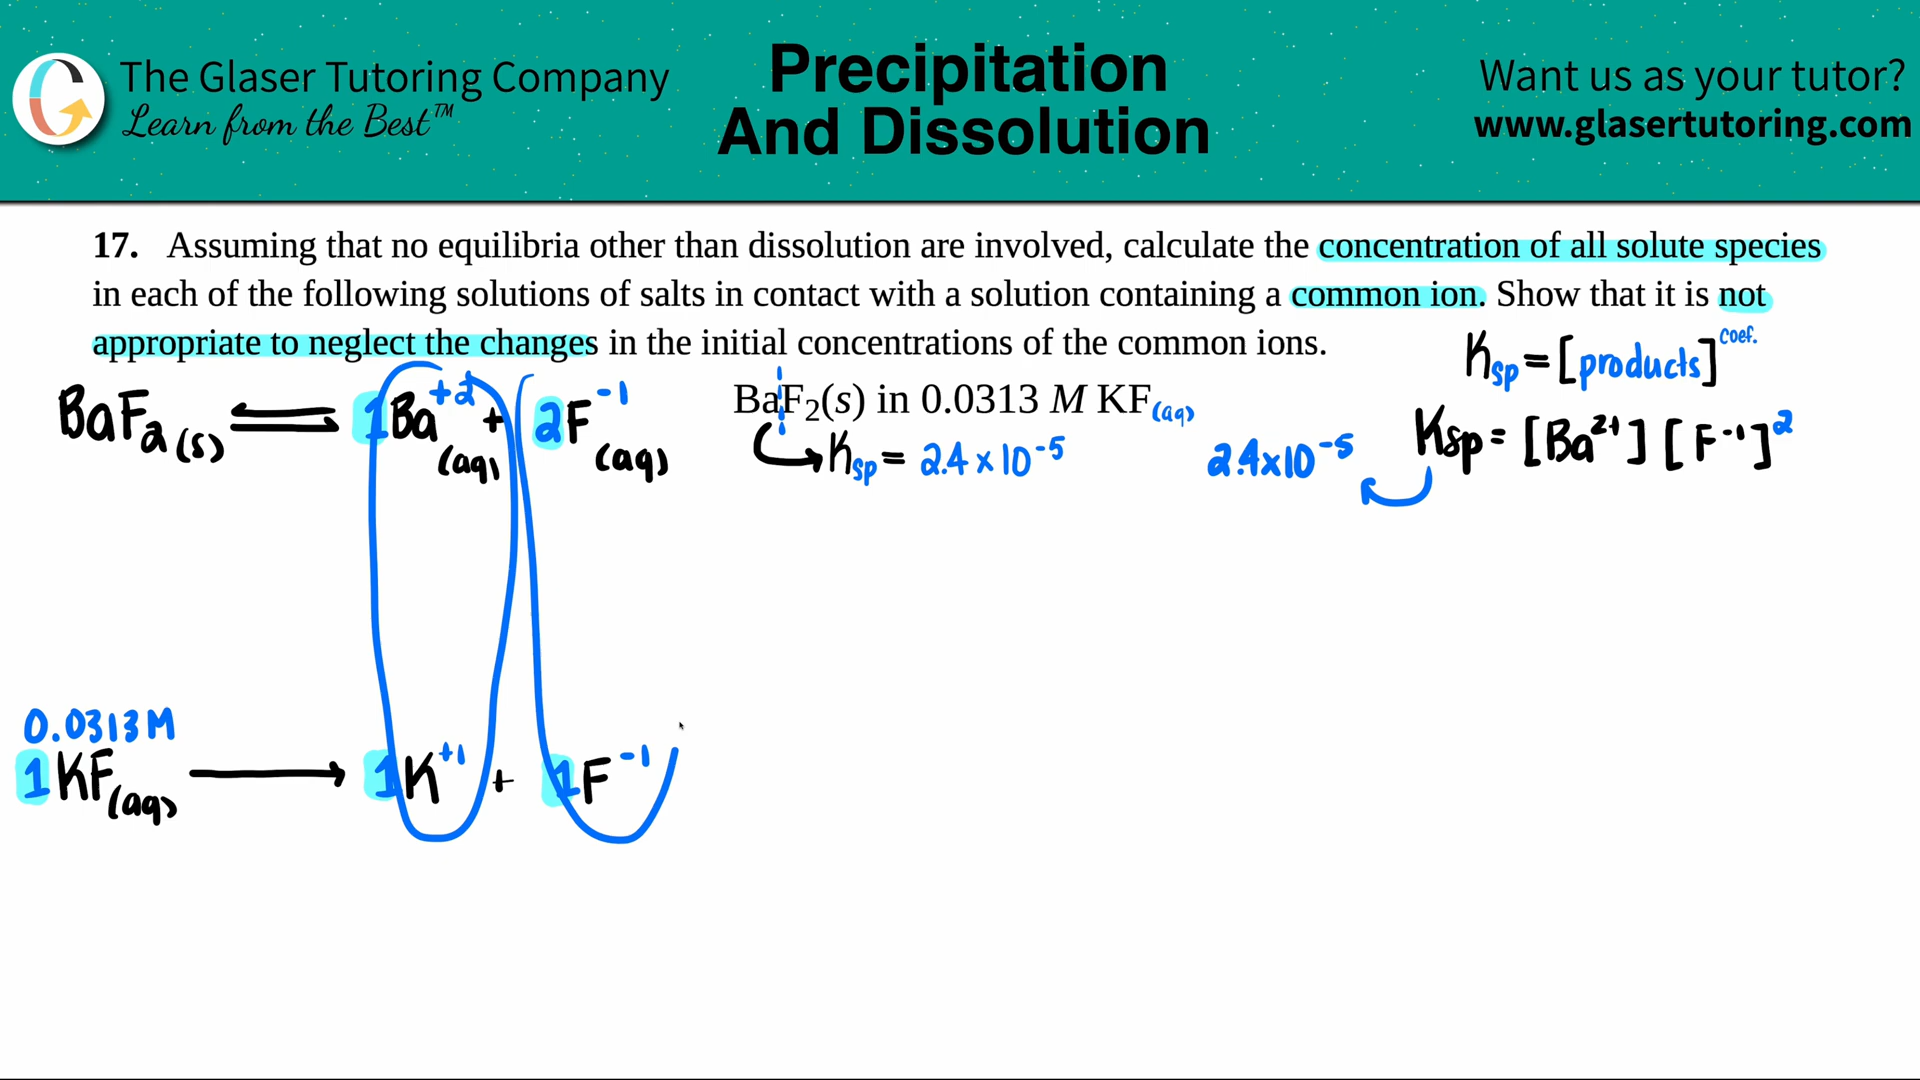 The Glaser Tutoring Company
Learn from the Best™
Precipitation
And Dissolution
Want us as your tutor?
www.glasertutoring.com
17. Assuming that no equilibria other than dissolution are involved, calculate the concentration of all solute species
in each of the following solutions of salts in contact with a solution containing a common ion. Show that it is not
appropriate to neglect the changes in the initial concentrations of the common ions.
Ksp = [products]^coef.
BaF₂(s) in 0.0313 M KF(aq)
BaF₂(s) ⇌ 1Ba⁺²(aq) + 2F⁻¹(aq)
Ksp = 2.4 x 10⁻⁵
2.4x10⁻⁵
Ksp = [Ba²⁺] [F⁻¹]²
0.0313 M
1KF(aq) → 1K⁺¹ + 1F⁻¹